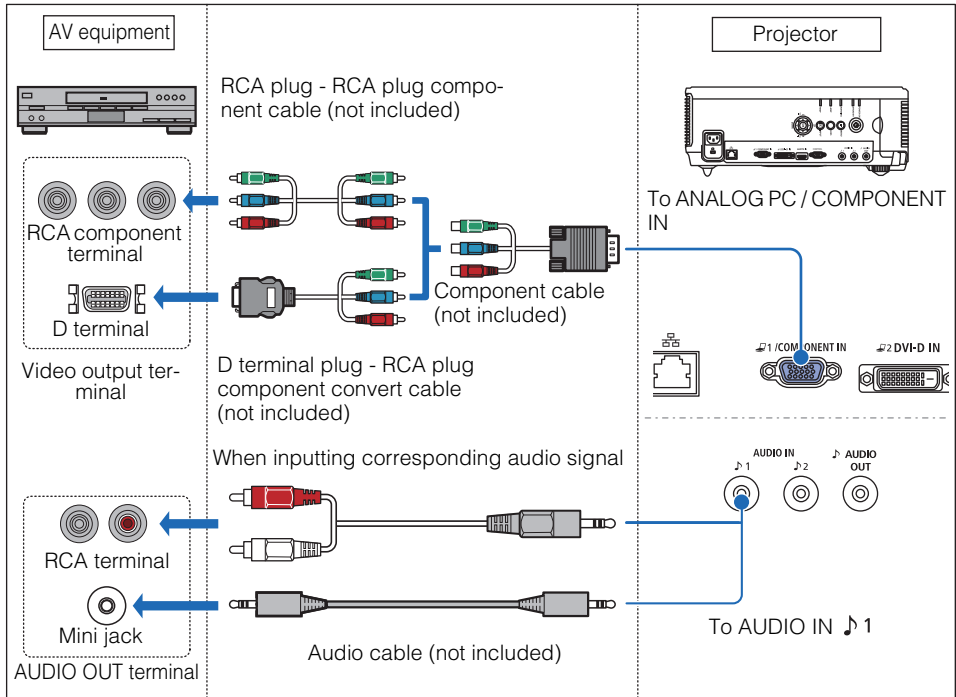 AV equipment
Projector
RCA plug - RCA plug compo-
nent cable (not included)
To ANALOG PC / COMPONENT
IN
RCA component
terminal
D terminal
Component cable
(not included)
Video output ter-
minal
D terminal plug - RCA plug
component convert cable
(not included)
1 / COMPONENT IN
2 DVI-D IN
When inputting corresponding audio signal
AUDIO IN
♪ 1
♪ 2
♪ AUDIO
OUT
RCA terminal
Mini jack
AUDIO OUT terminal
Audio cable (not included)
To AUDIO IN ♪ 1